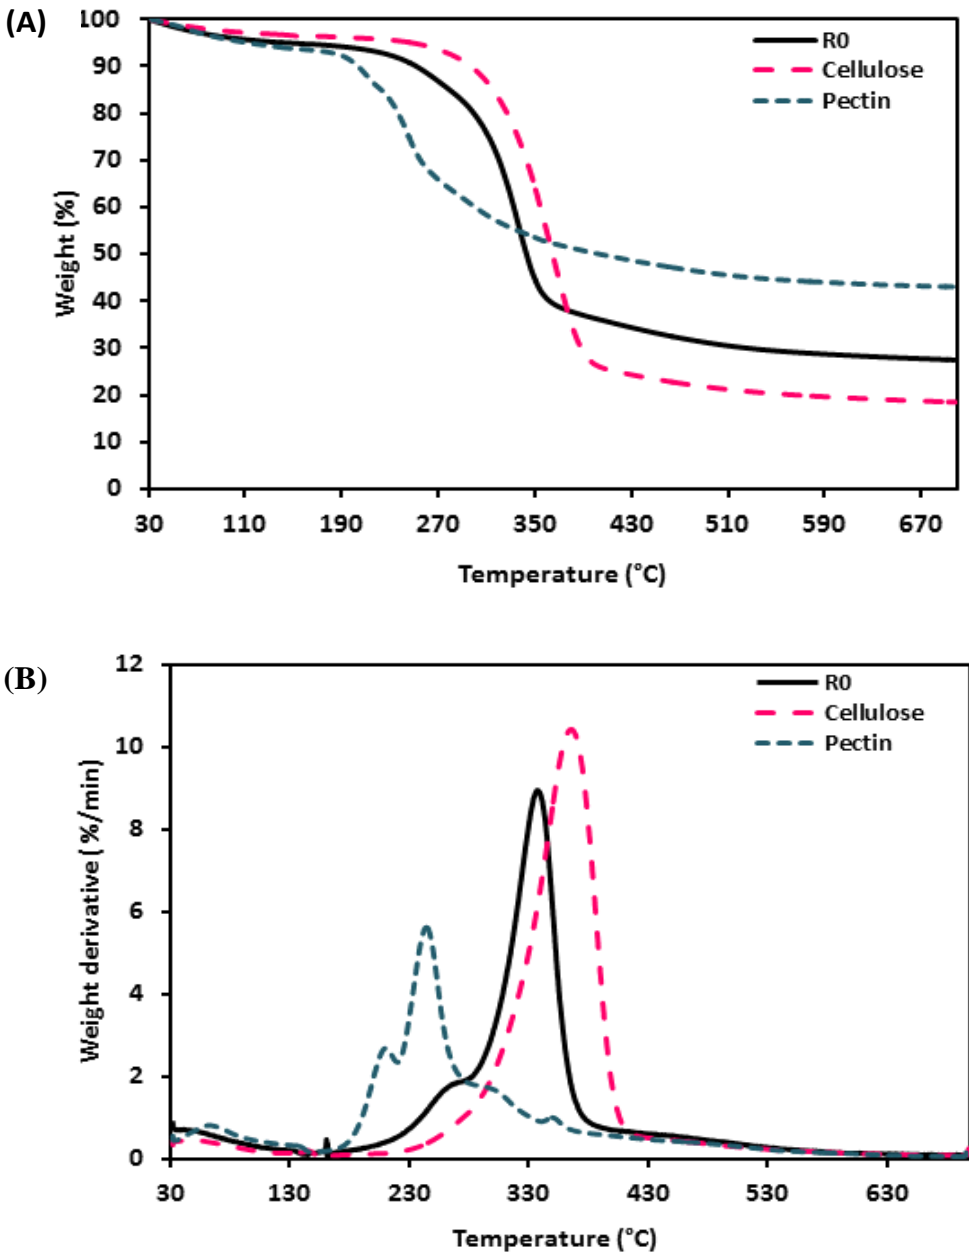 (A)
100
90
80
70
60
50
40
30
20
10
0
Weight (%)
R0
Cellulose
Pectin
30 110 190 270 350 430 510 590 670
Temperature (°C)
(B)
12
10
8
6
4
2
0
Weight derivative ( %/min)
R0
Cellulose
Pectin
30 130 230 330 430 530 630
Temperature (°C)